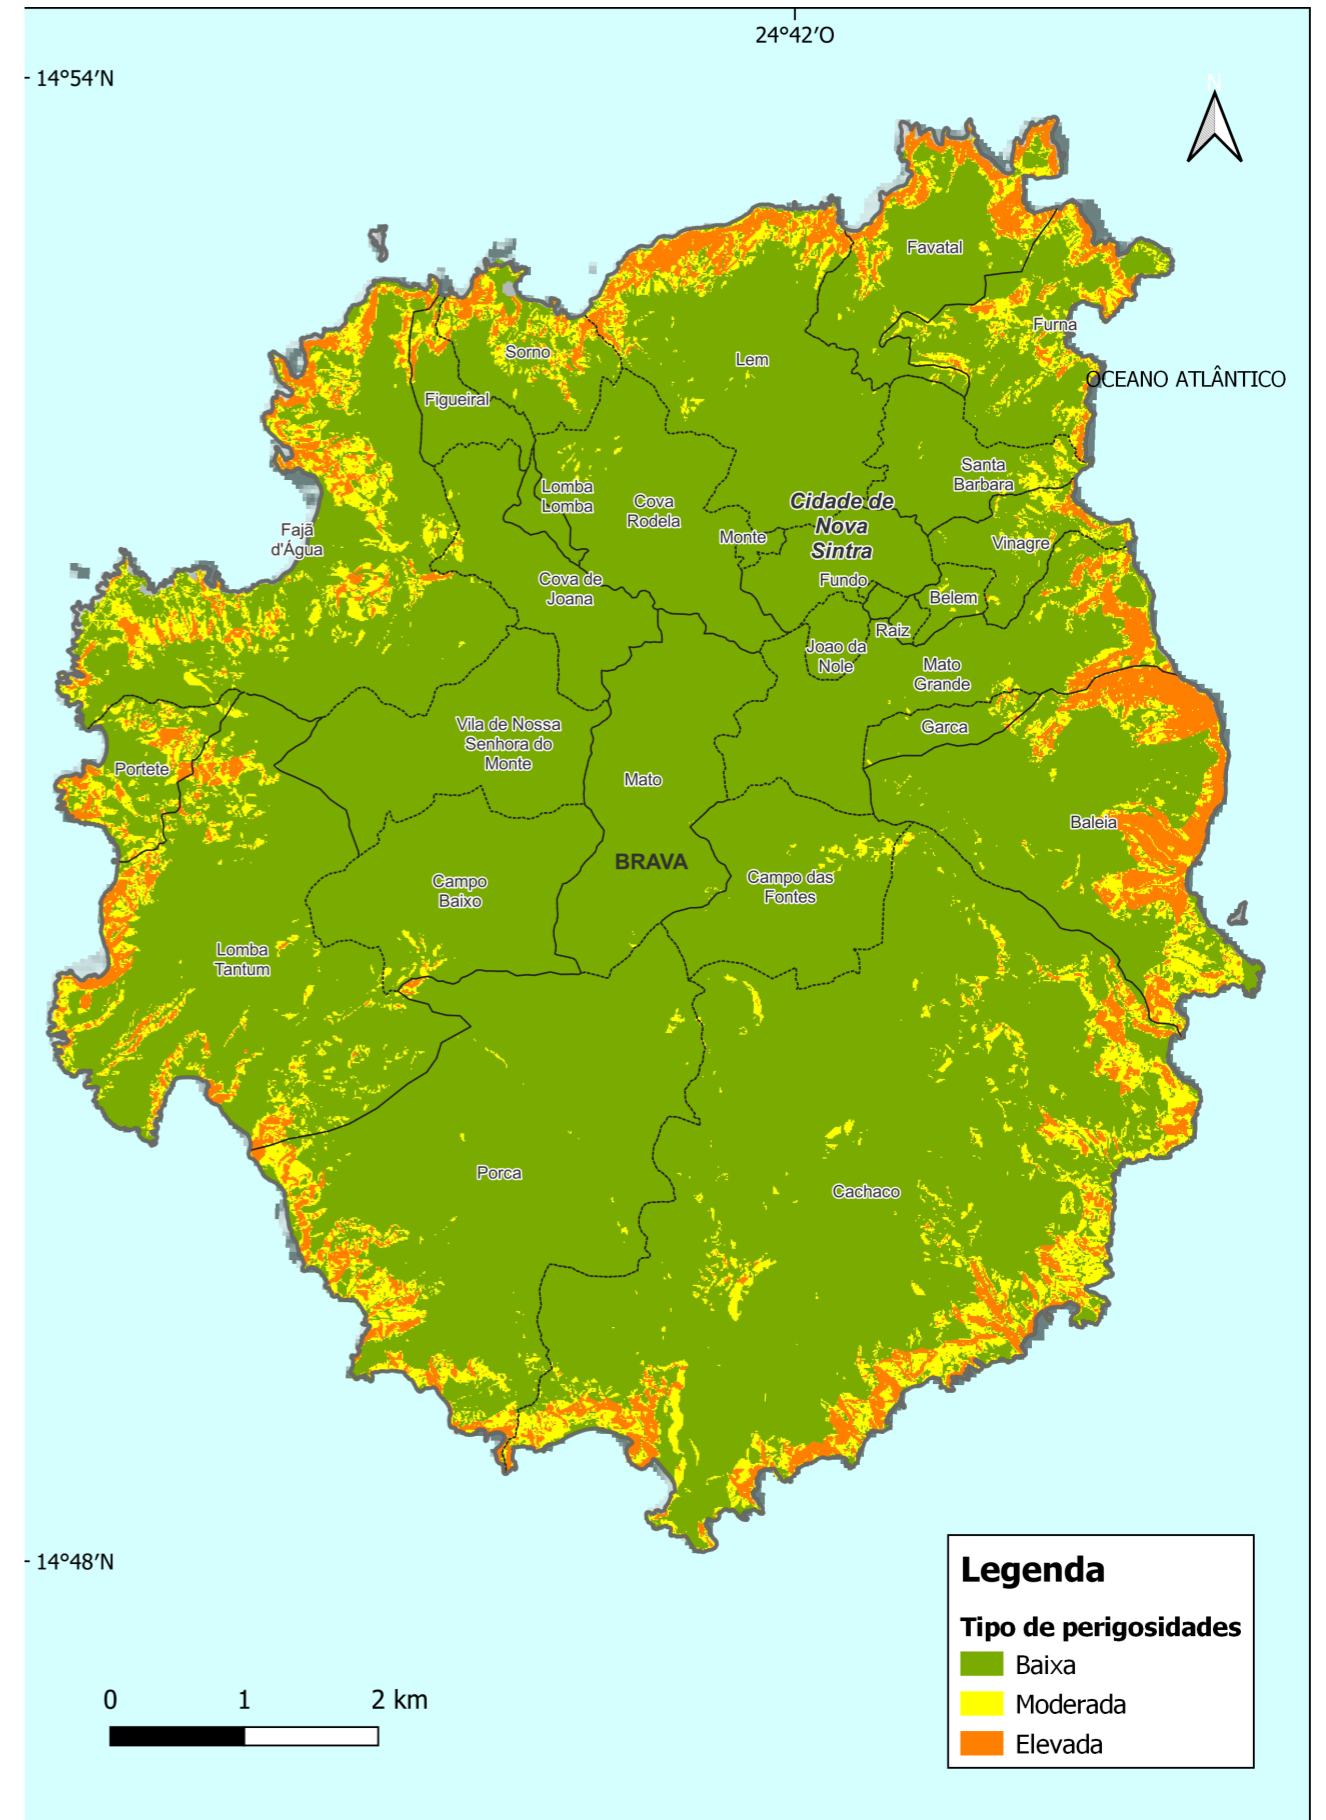 24°42′O
14°54′N
N
Favatal
Furna
Sorno
Lem
OCEANO ATLÂNTICO
Figueiral
Santa
Barbara
Lomba
Lomba
Cova
Rodela
Cidade de
Nova
Sintra
Monte
Vinagre
Fajã
d'Água
Cova de
Joana
Fundo
Belem
Raiz
Joao da
Nole
Mato
Grande
Vila de Nossa
Senhora do
Monte
Garca
Portete
Mato
Baleia
BRAVA
Campo
Baixo
Campo das
Fontes
Lomba
Tantum
Porca
Cachaco
14°48′N
Legenda
Tipo de perigosidades
Baixa
Moderada
Elevada
0 1 2 km